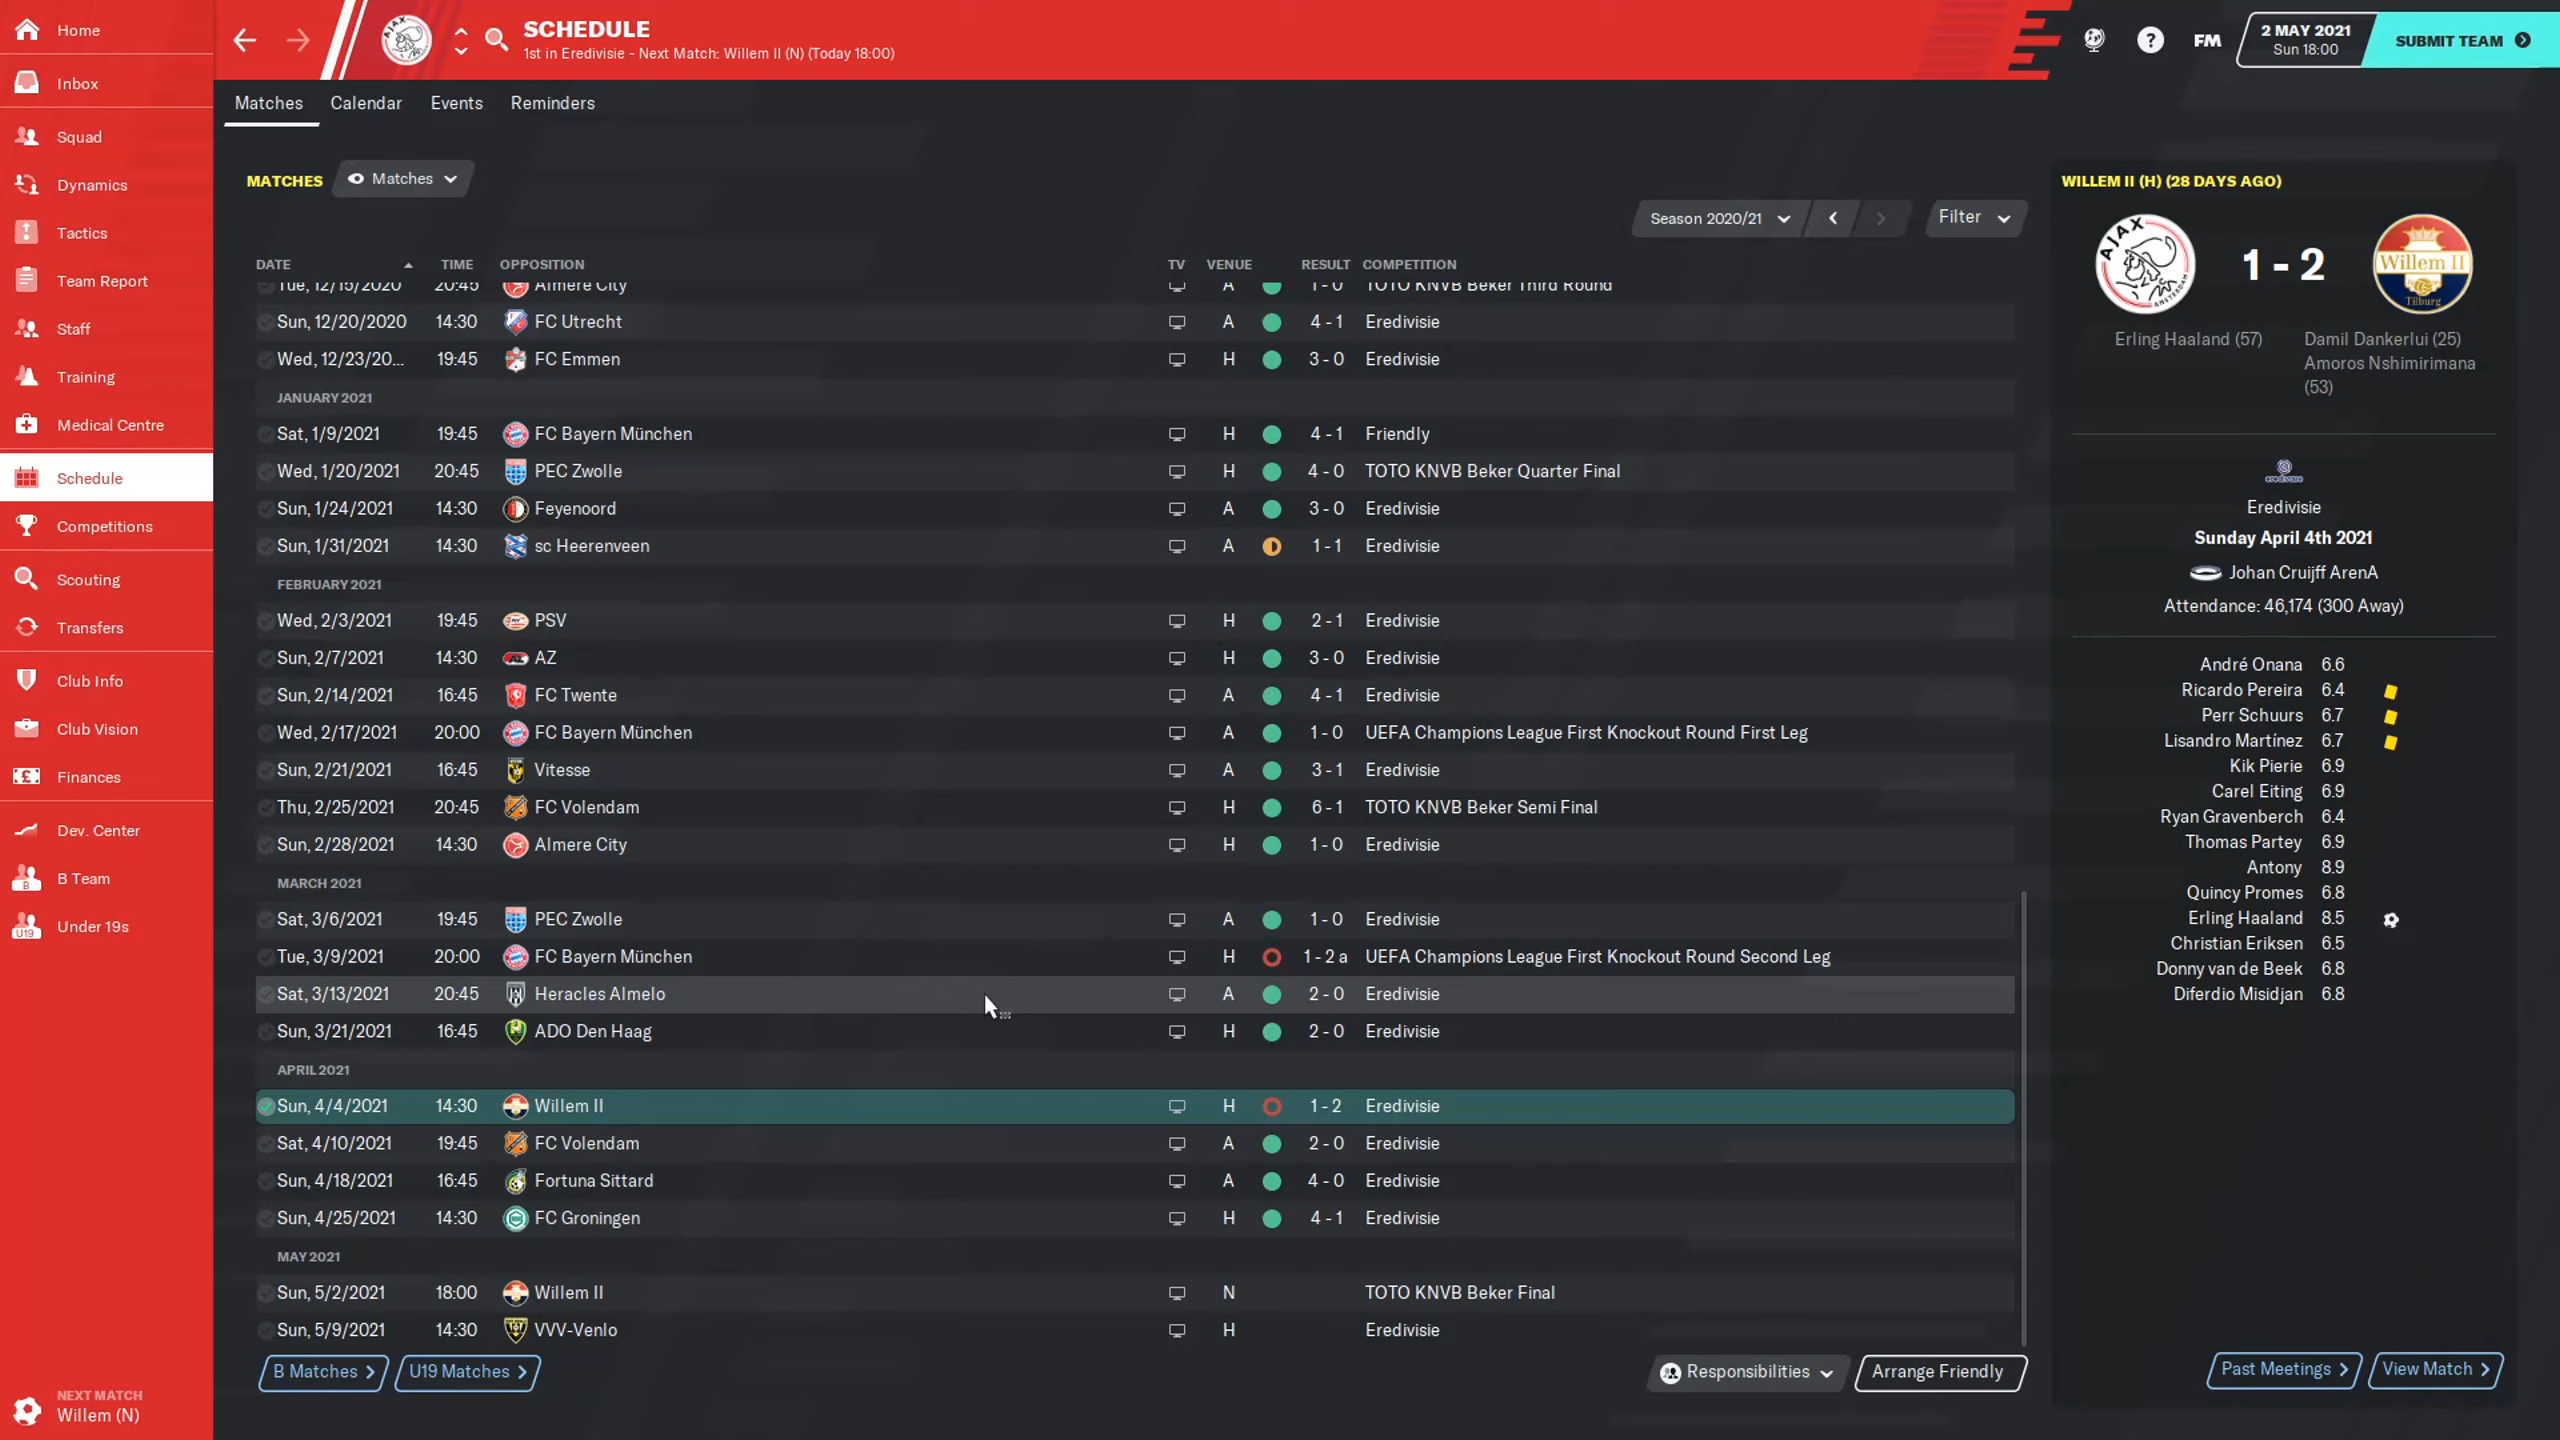 Home
Inbox
Squad
Dynamics
Tactics
Team Report
Staff
Training
Medical Centre
Schedule
Competitions
Scouting
Transfers
Club Info
Club Vision
Finances
Dev. Center
B Team
Under 19s
NEXT MATCH
Willem (N)
SCHEDULE
1st in Eredivisie - Next Match: Willem II (N) (Today 18:00)
FM
2 MAY 2021
Sun 18:00
SUBMIT TEAM
Matches Calendar Events Reminders
MATCHES Matches
Season 2020/21 Filter
DATE TIME OPPOSITION TV VENUE RESULT COMPETITION
Tue, 12/15/2020 20:45 Almere City A 1 - 0 TOTO KNVB Beker Third Round
Sun, 12/20/2020 14:30 FC Utrecht A 4 - 1 Eredivisie
Wed, 12/23/20... 19:45 FC Emmen H 3 - 0 Eredivisie
JANUARY 2021
Sat, 1/9/2021 19:45 FC Bayern München H 4 - 1 Friendly
Wed, 1/20/2021 20:45 PEC Zwolle H 4 - 0 TOTO KNVB Beker Quarter Final
Sun, 1/24/2021 14:30 Feyenoord A 3 - 0 Eredivisie
Sun, 1/31/2021 14:30 sc Heerenveen A 1 - 1 Eredivisie
FEBRUARY 2021
Wed, 2/3/2021 19:45 PSV H 2 - 1 Eredivisie
Sun, 2/7/2021 14:30 AZ H 3 - 0 Eredivisie
Sun, 2/14/2021 16:45 FC Twente A 4 - 1 Eredivisie
Wed, 2/17/2021 20:00 FC Bayern München A 1 - 0 UEFA Champions League First Knockout Round First Leg
Sun, 2/21/2021 16:45 Vitesse A 3 - 1 Eredivisie
Thu, 2/25/2021 20:45 FC Volendam H 6 - 1 TOTO KNVB Beker Semi Final
Sun, 2/28/2021 14:30 Almere City H 1 - 0 Eredivisie
MARCH 2021
Sat, 3/6/2021 19:45 PEC Zwolle A 1 - 0 Eredivisie
Tue, 3/9/2021 20:00 FC Bayern München H 1 - 2 a UEFA Champions League First Knockout Round Second Leg
Sat, 3/13/2021 20:45 Heracles Almelo A 2 - 0 Eredivisie
Sun, 3/21/2021 16:45 ADO Den Haag H 2 - 0 Eredivisie
APRIL 2021
Sun, 4/4/2021 14:30 Willem II H 1 - 2 Eredivisie
Sat, 4/10/2021 19:45 FC Volendam A 2 - 0 Eredivisie
Sun, 4/18/2021 16:45 Fortuna Sittard A 4 - 0 Eredivisie
Sun, 4/25/2021 14:30 FC Groningen H 4 - 1 Eredivisie
MAY 2021
Sun, 5/2/2021 18:00 Willem II N TOTO KNVB Beker Final
Sun, 5/9/2021 14:30 VVV-Venlo H Eredivisie
B Matches U19 Matches Responsibilities Arrange Friendly
WILLEM II (H) (28 DAYS AGO)
AJAX 1 - 2 Willem II
AMSTERDAM Tilburg
Erling Haaland (57) Damil Dankerlui (25)
Amoros Nshimirimana
(53)
Eredivisie
Sunday April 4th 2021
Johan Cruijff ArenA
Attendance: 46,174 (300 Away)
André Onana 6.6
Ricardo Pereira 6.4
Perr Schuurs 6.7
Lisandro Martínez 6.7
Kik Pierie 6.9
Carel Eiting 6.9
Ryan Gravenberch 6.4
Thomas Partey 6.9
Antony 8.9
Quincy Promes 6.8
Erling Haaland 8.5
Christian Eriksen 6.5
Donny van de Beek 6.8
Diferdio Misidjan 6.8
Past Meetings View Match